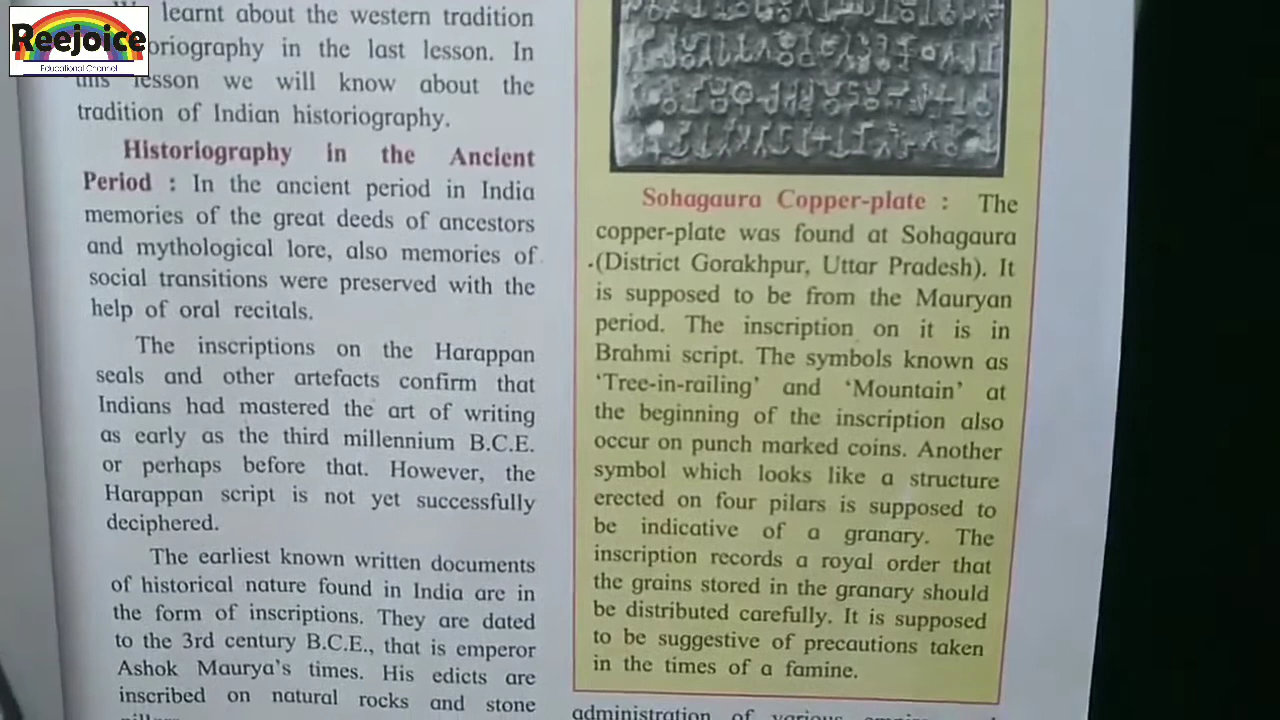 Reejoice
Educational Channel
learnt about the western tradition
oriography in the last lesson. In
this lesson we will know about the
tradition of Indian historiography.
Historiography in the Ancient
Period : In the ancient period in India
memories of the great deeds of ancestors
and mythological lore, also memories of
social transitions were preserved with the
help of oral recitals.
The inscriptions on the Harappan
seals and other artefacts confirm that
Indians had mastered the art of writing
as early as the third millennium B.C.E.
or perhaps before that. However, the
Harappan script is not yet successfully
deciphered.
The earliest known written documents
of historical nature found in India are in
the form of inscriptions. They are dated
to the 3rd century B.C.E., that is emperor
Ashok Maurya's times. His edicts are
inscribed on natural rocks and stone
Sohagaura Copper-plate : The
copper-plate was found at Sohagaura
(District Gorakhpur, Uttar Pradesh). It
is supposed to be from the Mauryan
period. The inscription on it is in
Brahmi script. The symbols known as
'Tree-in-railing' and 'Mountain' at
the beginning of the inscription also
occur on punch marked coins. Another
symbol which looks like a structure
erected on four pilars is supposed to
be indicative of a granary. The
inscription records a royal order that
the grains stored in the granary should
be distributed carefully. It is supposed
to be suggestive of precautions taken
in the times of a famine.
administration of various